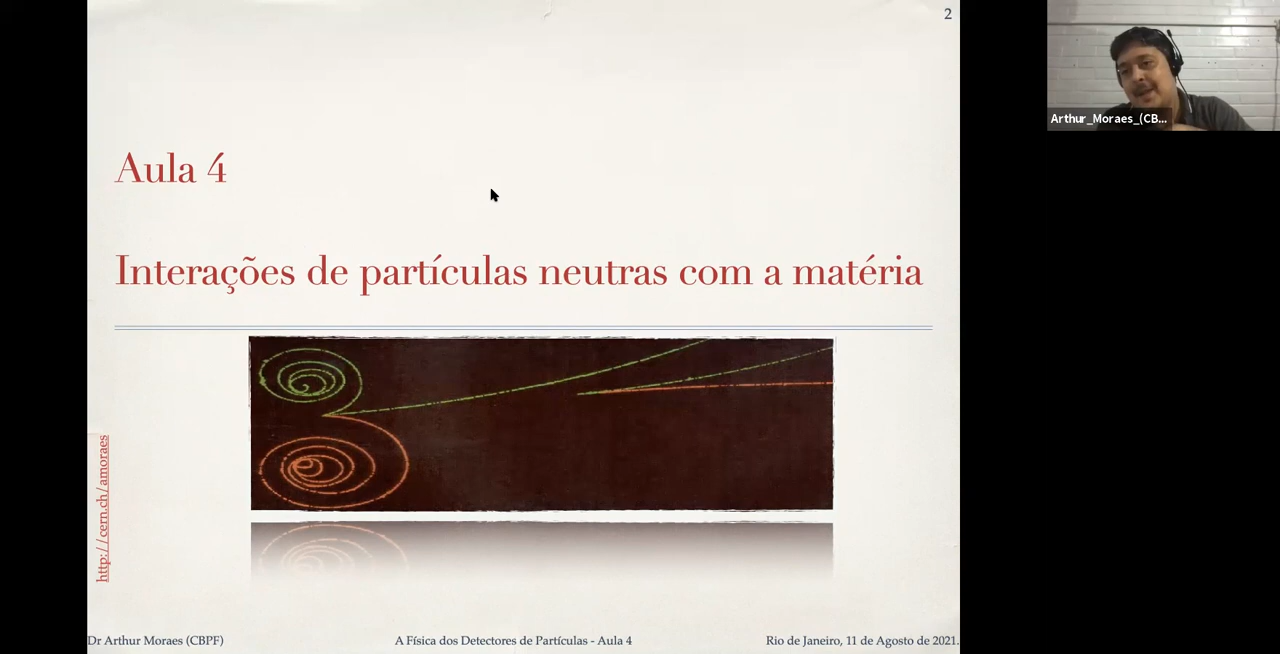 2
Arthur_Moraes_(CB...
Aula 4
Interações de partículas neutras com a matéria
http://cern.ch/amoraes
Dr Arthur Moraes (CBPF)
A Física dos Detectores de Partículas - Aula 4
Rio de Janeiro, 11 de Agosto de 2021.